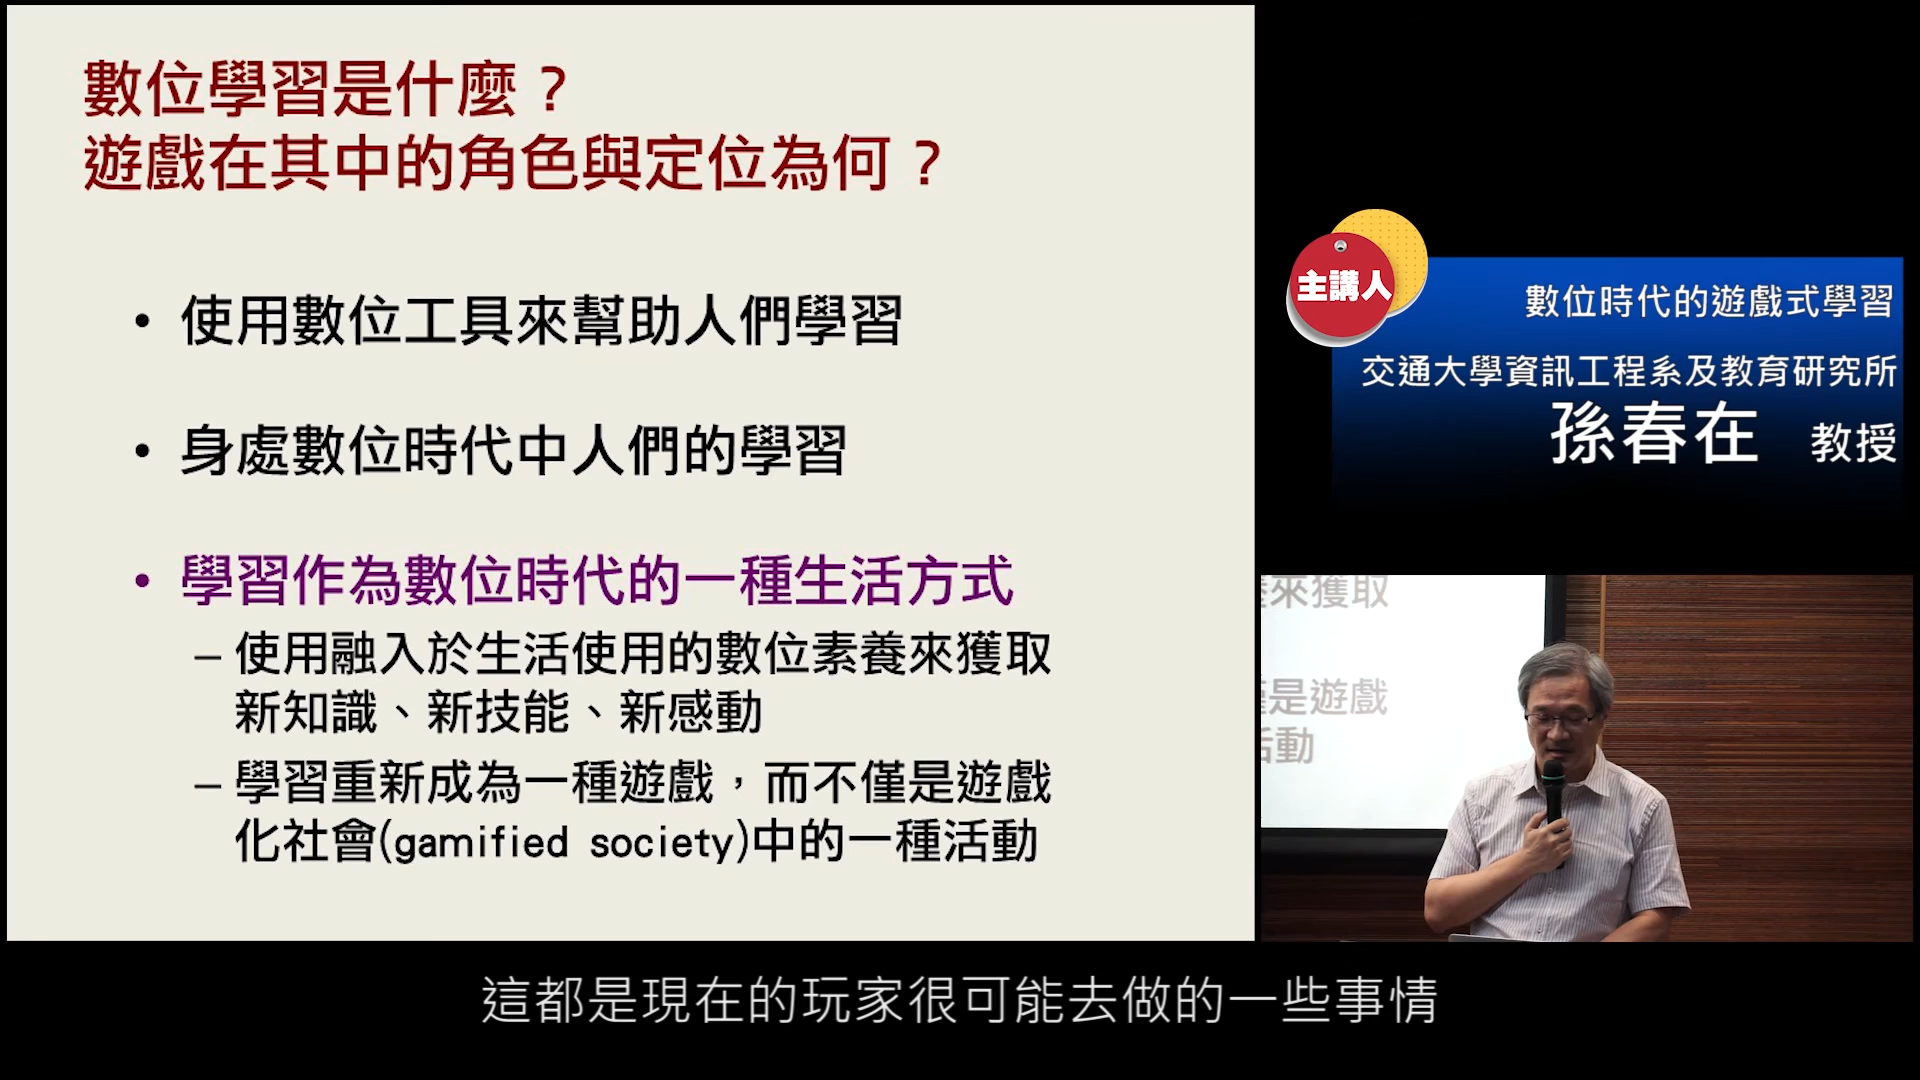 數位學習是什麼？
遊戲在其中的角色與定位為何？
• 使用數位工具來幫助人們學習
• 身處數位時代中人們的學習
• 學習作為數位時代的一種生活方式
– 使用融入於生活使用的數位素養來獲取
新知識、新技能、新感動
– 學習重新成為一種遊戲，而不僅是遊戲
化社會(gamified society)中的一種活動
主講人
數位時代的遊戲式學習
交通大學資訊工程系及教育研究所
孫春在 教授
來獲取
是遊戲
活動
這都是現在的玩家很可能去做的一些事情